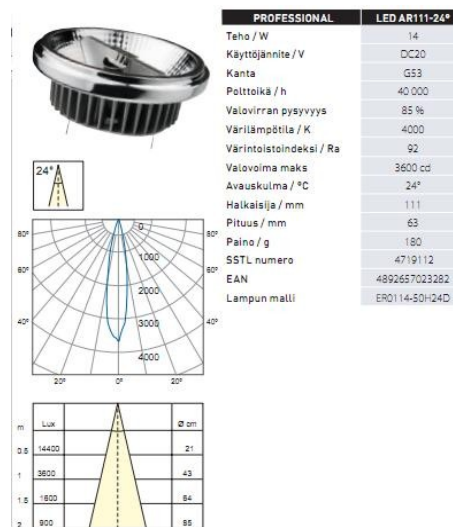 PROFESSIONAL LED AR111-24º
Teho / W 14
Käyttöjännite / V DC20
Kanta G53
Polttoikä / h 40 000
Valovirran pysyvyys 85 %
Värilämpötila / K 4000
Värintoistoindeksi / Ra 92
Valovoima maks 3600 cd
Avauskulma / °C 24°
Halkaisija / mm 111
Pituus / mm 63
Paino / g 180
SSTL numero 4719112
EAN 4892657023282
Lampun malli ER0114-50H24D
24°
0
80° 80°
1000
60° 60°
2000
40° 3000 40°
4000
20° 0° 20°
m Lux Ø cm
0.5 14400 21
1 3600 43
1.5 1600 64
2 900 85